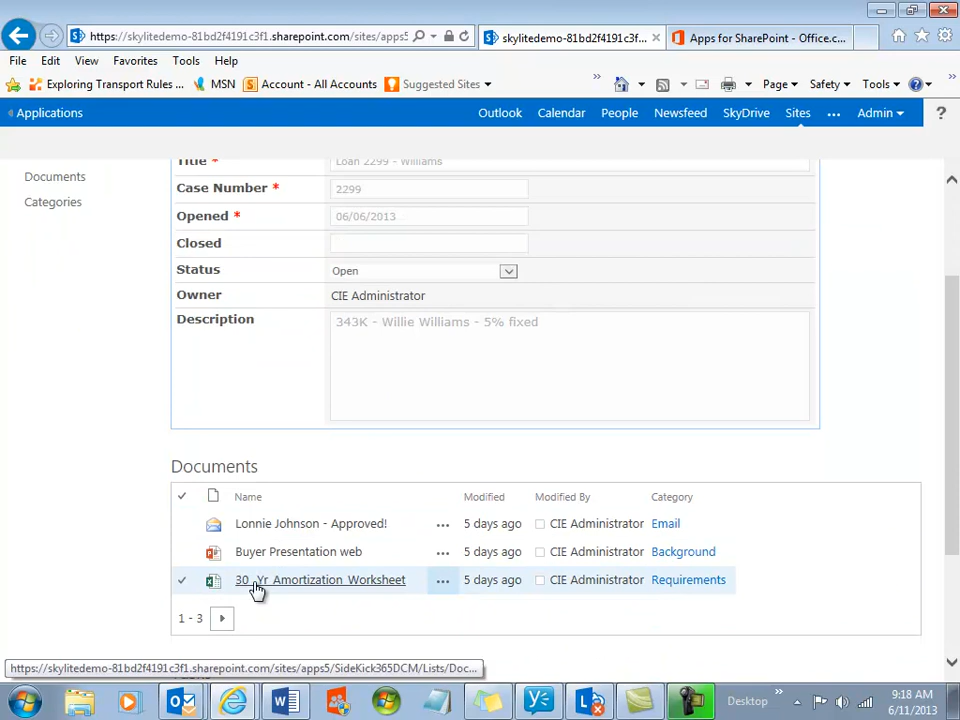 https://skylitedemo-81bd2f4191c3f1.sharepoint.com/sites/apps5
skylitedemo-81bd2f4191c3f...
Apps for SharePoint - Office.c...
File Edit View Favorites Tools Help
Exploring Transport Rules ... MSN Account - All Accounts Suggested Sites Page Safety Tools
Applications Outlook Calendar People Newsfeed SkyDrive Sites ... Admin ?
Documents
Categories
Title * Loan 2299 - Williams
Case Number * 2299
Opened * 06/06/2013
Closed
Status Open
Owner CIE Administrator
Description 343K - Willie Williams - 5% fixed
Documents
Name Modified Modified By Category
Lonnie Johnson - Approved! ... 5 days ago CIE Administrator Email
Buyer Presentation web ... 5 days ago CIE Administrator Background
30_Yr_Amortization_Worksheet ... 5 days ago CIE Administrator Requirements
1 - 3
https://skylitedemo-81bd2f4191c3f1.sharepoint.com/sites/apps5/SideKick365DCM/Lists/Doc...
Desktop
9:18 AM
6/11/2013